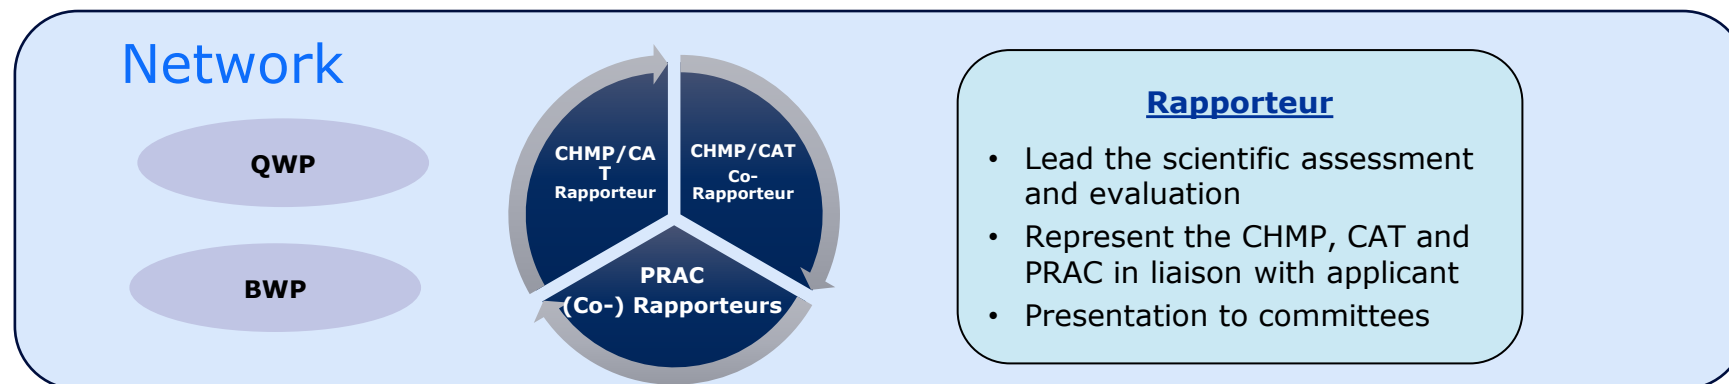 Network
QWP
BWP
CHMP/CA
T
Rapporteur
CHMP/CAT
Co-
Rapporteur
PRAC
(Co-) Rapporteurs
Rapporteur
• Lead the scientific assessment
and evaluation
• Represent the CHMP, CAT and
PRAC in liaison with applicant
• Presentation to committees